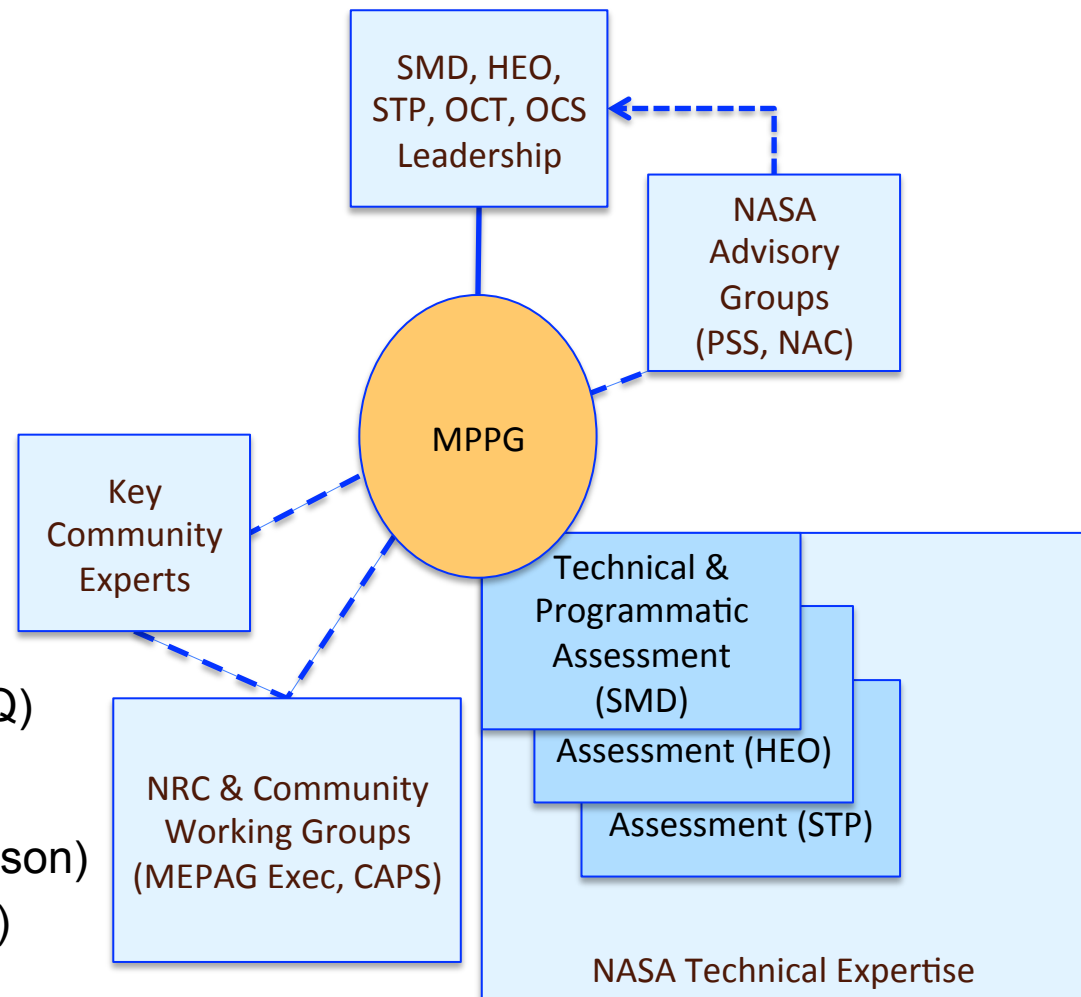 SMD, HEO,
STP, OCT, OCS
Leadership
NASA
Advisory
Groups
(PSS, NAC)
MPPG
Key
Community
Experts
Technical &
Programmatic
Assessment
(SMD)
Assessment (HEO)
Assessment (STP)
Q)
son)
)
NRC & Community
Working Groups
(MEPAG Exec, CAPS)
NASA Technical Expertise